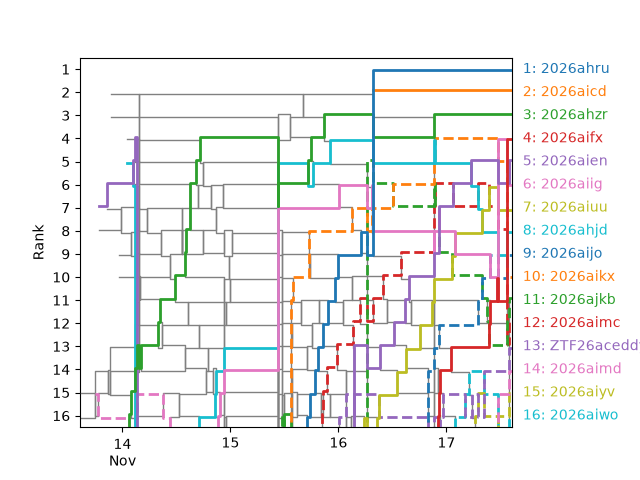 1
2
3
4
5
6
7
8
9
10
11
12
13
14
15
16
Rank
14
15
16
17
Nov
1: 2026ahru
2: 2026aicd
3: 2026ahzr
4: 2026aifx
5: 2026aien
6: 2026aiig
7: 2026aiuu
8: 2026ahjd
9: 2026aijo
10: 2026aikx
11: 2026ajkb
12: 2026aimc
13: ZTF26acedd
14: 2026aimd
15: 2026aiyv
16: 2026aiwo